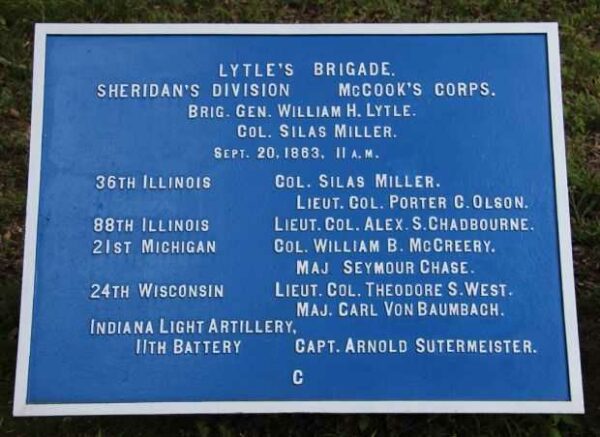 LYTLE'S BRIGADE.
SHERIDAN'S DIVISION McCOOK'S CORPS.
BRIG. GEN. WILLIAM H. LYTLE.
COL. SILAS MILLER.
SEPT. 20, 1863, 11 A.M.
36TH ILLINOIS COL. SILAS MILLER.
LIEUT. COL. PORTER C. OLSON.
88TH ILLINOIS LIEUT. COL. ALEX. S. CHADBOURNE.
21ST MICHIGAN COL. WILLIAM B. McCREERY.
MAJ SEYMOUR CHASE.
24TH WISCONSIN LIEUT. COL. THEODORE S. WEST.
MAJ. CARL VON BAUMBACH.
INDIANA LIGHT ARTILLERY,
11TH BATTERY CAPT. ARNOLD SUTERMEISTER.
C